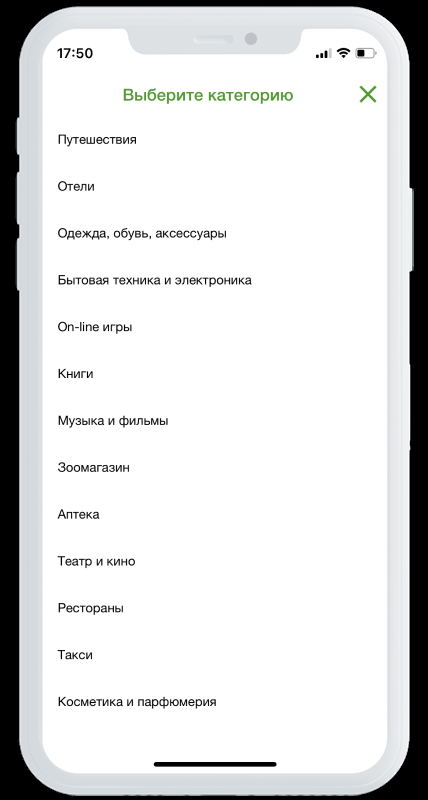 17:50
Выберите категорию
Путешествия
Отели
Одежда, обувь, аксессуары
Бытовая техника и электроника
On-line игры
Книги
Музыка и фильмы
Зоомагазин
Аптека
Театр и кино
Рестораны
Такси
Косметика и парфюмерия